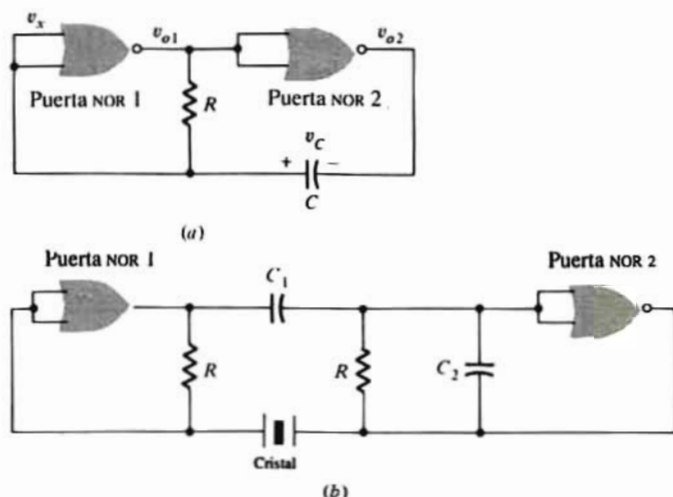 v_x
v_o1
v_o2
Puerta NOR 1
R
Puerta NOR 2
v_C
+ −
C
(a)
Puerta NOR 1
C_1
Puerta NOR 2
R
R
C_2
Cristal
(b)